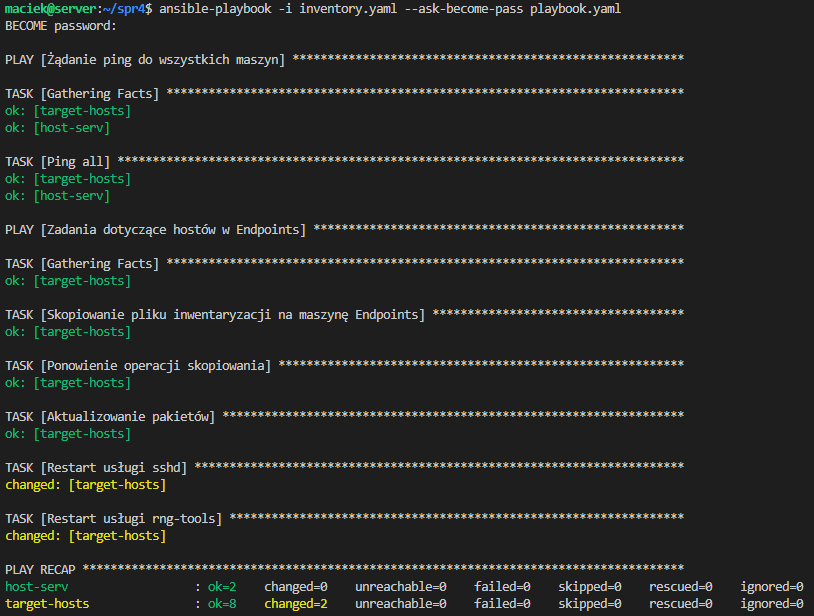 maciek@server:~/spr4$ ansible-playbook -i inventory.yaml --ask-become-pass playbook.yaml
BECOME password:
PLAY [Żądanie ping do wszystkich maszyn] ********************************************************
TASK [Gathering Facts] **************************************************************************
ok: [target-hosts]
ok: [host-serv]
TASK [Ping all] *********************************************************************************
ok: [target-hosts]
ok: [host-serv]
PLAY [Zadania dotyczące hostów w Endpoints] *****************************************************
TASK [Gathering Facts] **************************************************************************
ok: [target-hosts]
TASK [Skopiowanie pliku inwentaryzacji na maszynę Endpoints] ************************************
ok: [target-hosts]
TASK [Ponowienie operacji skopiowania] **********************************************************
ok: [target-hosts]
TASK [Aktualizowanie pakietów] ******************************************************************
ok: [target-hosts]
TASK [Restart usługi sshd] **********************************************************************
changed: [target-hosts]
TASK [Restart usługi rng-tools] *****************************************************************
changed: [target-hosts]
PLAY RECAP **************************************************************************************
host-serv : ok=2 changed=0 unreachable=0 failed=0 skipped=0 rescued=0 ignored=0
target-hosts : ok=8 changed=2 unreachable=0 failed=0 skipped=0 rescued=0 ignored=0